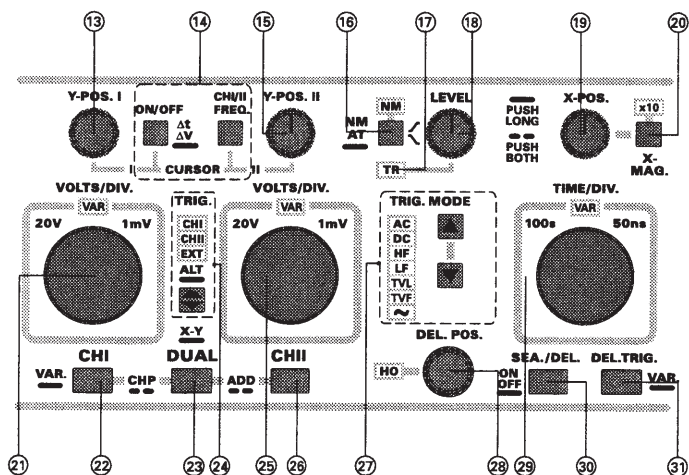 13 14 15 16 17 18 19 20
Y-POS. I
ON/OFF
CHI/II
FREQ.
Δt
ΔV
CURSOR
II
Y-POS. II
NM
AT
NM
TR
LEVEL
PUSH
LONG
PUSH
BOTH
X-POS.
x10
X-
MAG.
VOLTS/DIV.
VAR
20V 1mV
TRIG.
CHI
CHII
EXT
ALT
VOLTS/DIV.
VAR
20V 1mV
TRIG. MODE
AC
DC
HF
LF
TVL
TVF
~
TIME/DIV.
VAR
100s 50ns
X-Y
CHI
DUAL
CHII
VAR.
CHP
ADD
DEL. POS.
HO
ON
OFF
SEA./DEL.
DEL.TRIG.
VAR.
21 22 23 24 25 26 27 28 29 30 31